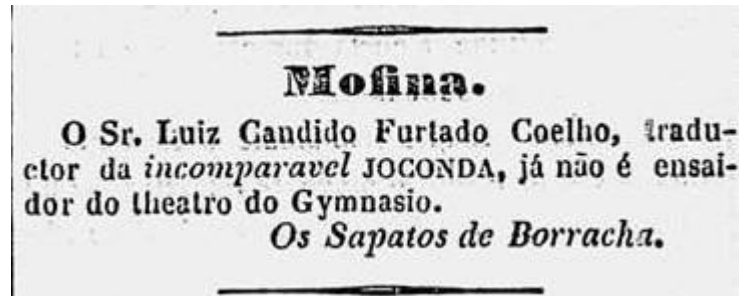 Mofina.
O Sr. Luiz Candido Furtado Coelho, tradu-
ctor da incomparavel JOCONDA, já não é ensai-
dor do theatro do Gymnasio.
Os Sapatos de Borracha.